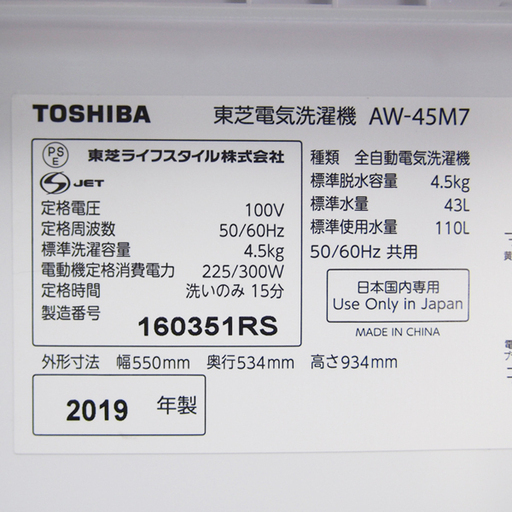 TOSHIBA 東芝電気洗濯機 AW-45M7
PSE 東芝ライフスタイル株式会社
S JET
定格電圧 100V
定格周波数 50/60Hz
標準洗濯容量 4.5kg
電動機定格消費電力 225/300W
定格時間 洗いのみ 15分
製造番号 160351RS
種類 全自動電気洗濯機
標準脱水容量 4.5kg
標準水量 43L
標準使用水量 110L
50/60Hz 共用
日本国内専用
Use Only in Japan
MADE IN CHINA
外形寸法 幅550mm 奥行534mm 高さ934mm
2019 年製